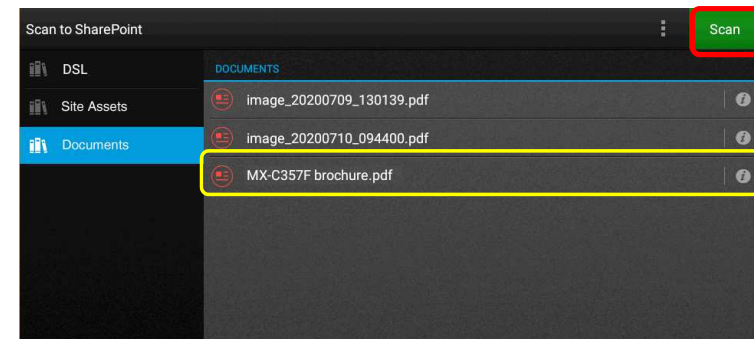 Scan to SharePoint
Scan
DSL
Site Assets
Documents
DOCUMENTS
image_20200709_130139.pdf
image_20200710_094400.pdf
MX-C357F brochure.pdf